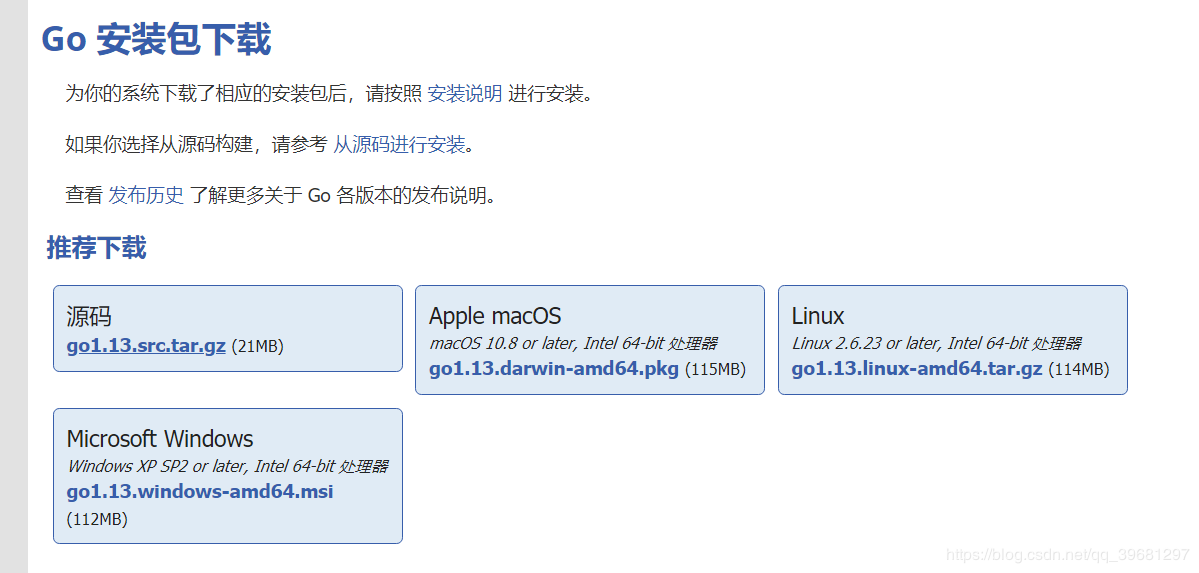 Go 安装包下载
为你的系统下载了相应的安装包后，请按照 安装说明 进行安装。
如果你选择从源码构建，请参考 从源码进行安装。
查看 发布历史 了解更多关于 Go 各版本的发布说明。
推荐下载
源码
go1.13.src.tar.gz (21MB)
Apple macOS
macOS 10.8 or later, Intel 64-bit 处理器
go1.13.darwin-amd64.pkg (115MB)
Linux
Linux 2.6.23 or later, Intel 64-bit 处理器
go1.13.linux-amd64.tar.gz (114MB)
Microsoft Windows
Windows XP SP2 or later, Intel 64-bit 处理器
go1.13.windows-amd64.msi
(112MB)
https://blog.csdn.net/qq_39681297